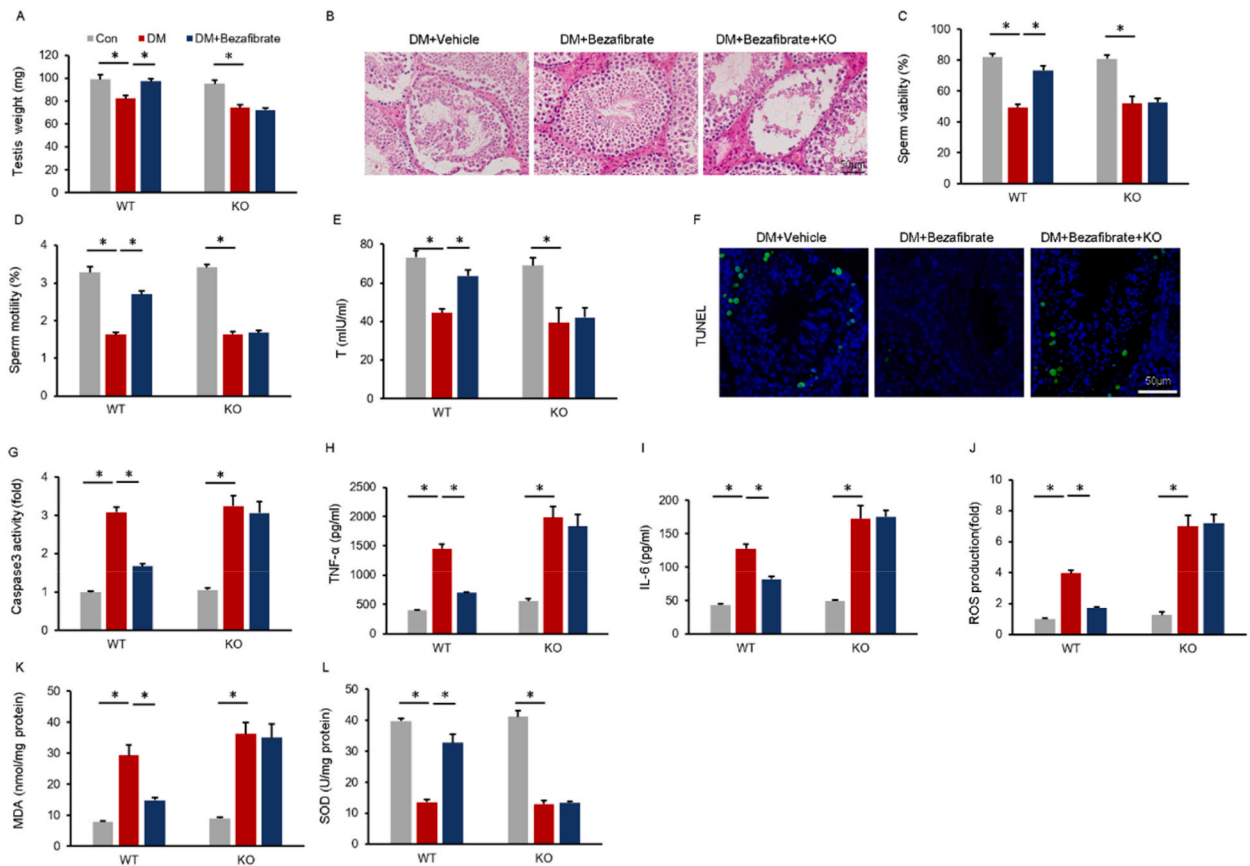 A
Con DM DM+Bezafibrate
Testis weight (mg)
120
100
80
60
40
20
0
* * *
WT KO
B
DM+Vehicle DM+Bezafibrate DM+Bezafibrate+KO
50µm
C
Sperm viability (%)
100
80
60
40
20
0
* * *
WT KO
D
Sperm motility (%)
4
3
2
1
0
* * *
WT KO
E
T (mIU/ml)
80
60
40
20
0
* * *
WT KO
F
DM+Vehicle DM+Bezafibrate DM+Bezafibrate+KO
TUNEL
50µm
G
Caspase3 activity (fold)
4
3
2
1
0
* * *
WT KO
H
TNF-α (pg/ml)
2500
2000
1500
1000
500
0
* * *
WT KO
I
IL-6 (pg/ml)
200
150
100
50
0
* * *
WT KO
J
ROS production(fold)
10
8
6
4
2
0
* * *
WT KO
K
MDA (nmol/mg protein)
50
40
30
20
10
0
* * *
WT KO
L
SOD (U/mg protein)
50
40
30
20
10
0
* * *
WT KO